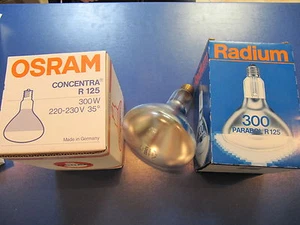 OSRAM
CONCENTRA®
R 125
300W
220-230V 35°
Made in Germany
Radium
300
PARABOL R 125